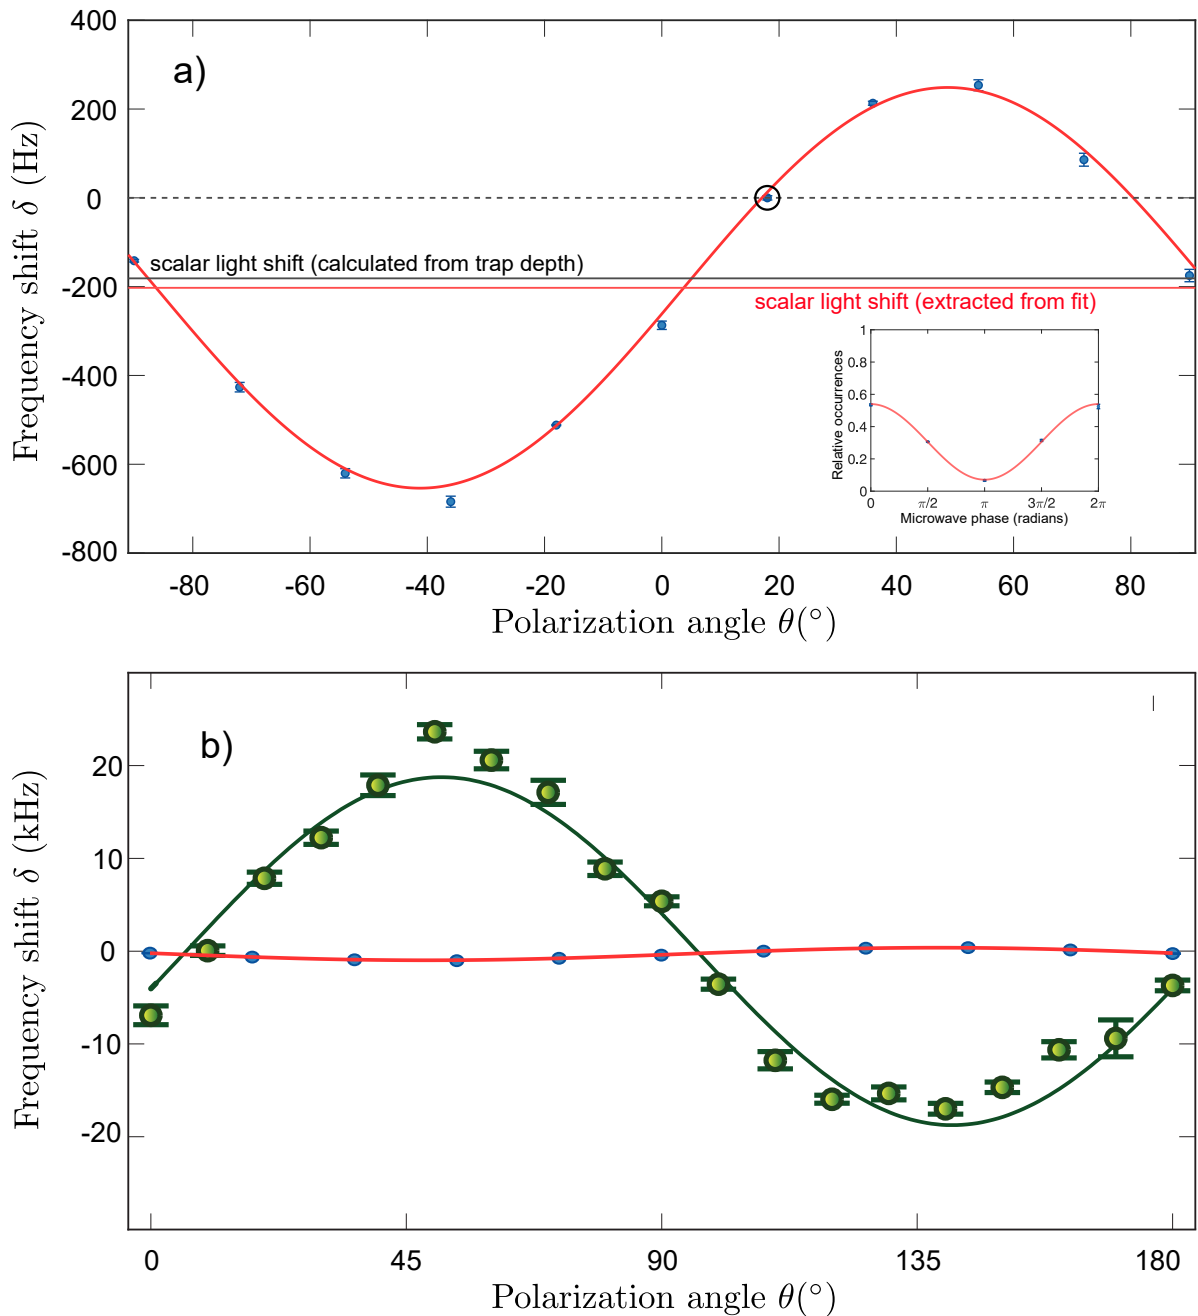 400
200
0
-200
-400
-600
-800
Frequency shift δ (Hz)
a)
scalar light shift (calculated from trap depth)
scalar light shift (extracted from fit)
1
0.8
0.6
0.4
0.2
0
Relative occurrences
0 π/2 π 3π/2 2π
Microwave phase (radians)
-80 -60 -40 -20 0 20 40 60 80
Polarization angle θ(°)
b)
20
10
0
-10
-20
Frequency shift δ (kHz)
0 45 90 135 180
Polarization angle θ(°)